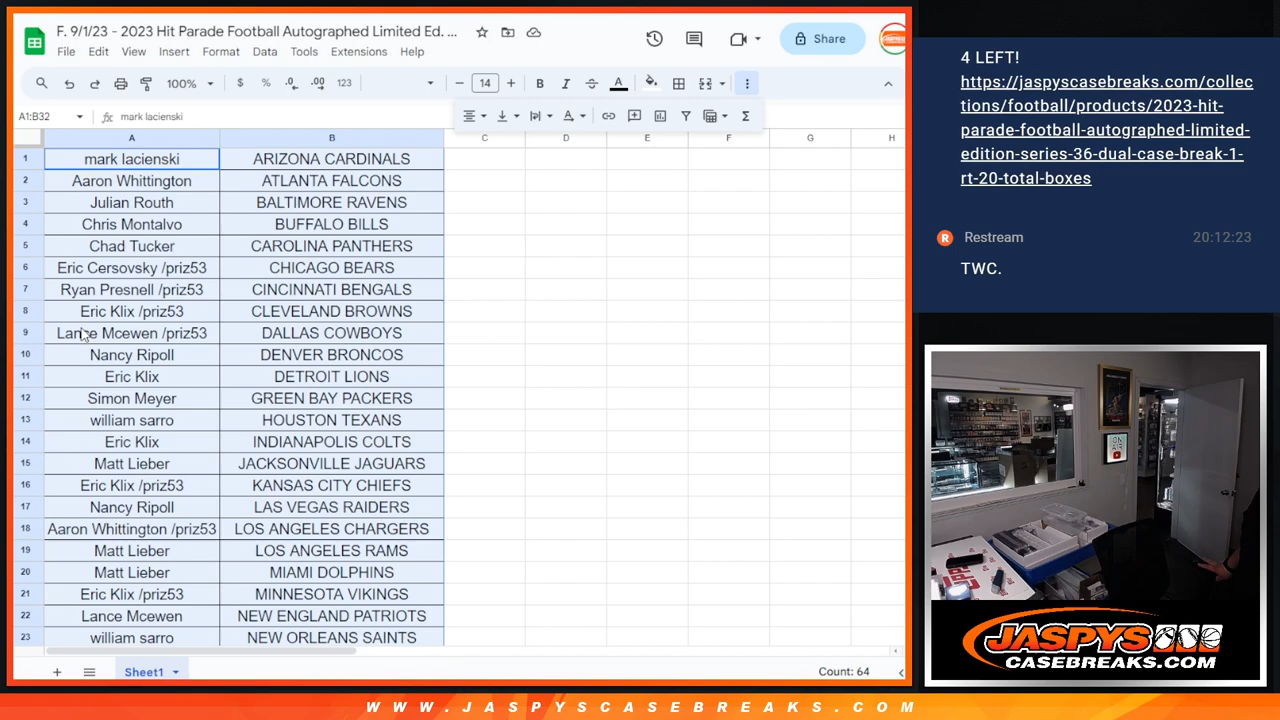 F. 9/1/23 - 2023 Hit Parade Football Autographed Limited Ed. ...
File Edit View Insert Format Data Tools Extensions Help
Share
100% $ % .0 .00 123 14 B I A
A1:B32 fx mark lacienski
A B C D E F G H
1 mark lacienski ARIZONA CARDINALS
2 Aaron Whittington ATLANTA FALCONS
3 Julian Routh BALTIMORE RAVENS
4 Chris Montalvo BUFFALO BILLS
5 Chad Tucker CAROLINA PANTHERS
6 Eric Cersovsky /priz53 CHICAGO BEARS
7 Ryan Presnell /priz53 CINCINNATI BENGALS
8 Eric Klix /priz53 CLEVELAND BROWNS
9 Lance Mcewen /priz53 DALLAS COWBOYS
10 Nancy Ripoll DENVER BRONCOS
11 Eric Klix DETROIT LIONS
12 Simon Meyer GREEN BAY PACKERS
13 william sarro HOUSTON TEXANS
14 Eric Klix INDIANAPOLIS COLTS
15 Matt Lieber JACKSONVILLE JAGUARS
16 Eric Klix /priz53 KANSAS CITY CHIEFS
17 Nancy Ripoll LAS VEGAS RAIDERS
18 Aaron Whittington /priz53 LOS ANGELES CHARGERS
19 Matt Lieber LOS ANGELES RAMS
20 Matt Lieber MIAMI DOLPHINS
21 Eric Klix /priz53 MINNESOTA VIKINGS
22 Lance Mcewen NEW ENGLAND PATRIOTS
23 william sarro NEW ORLEANS SAINTS
Sheet1 Count: 64
4 LEFT!
https://jaspyscasebreaks.com/collec
tions/football/products/2023-hit-
parade-football-autographed-limited-
edition-series-36-dual-case-break-1-
rt-20-total-boxes
Restream 20:12:23
TWC.
ON AIR
JASPYS
CASEBREAKS.COM
WWW.JASPYSCASEBREAKS.COM